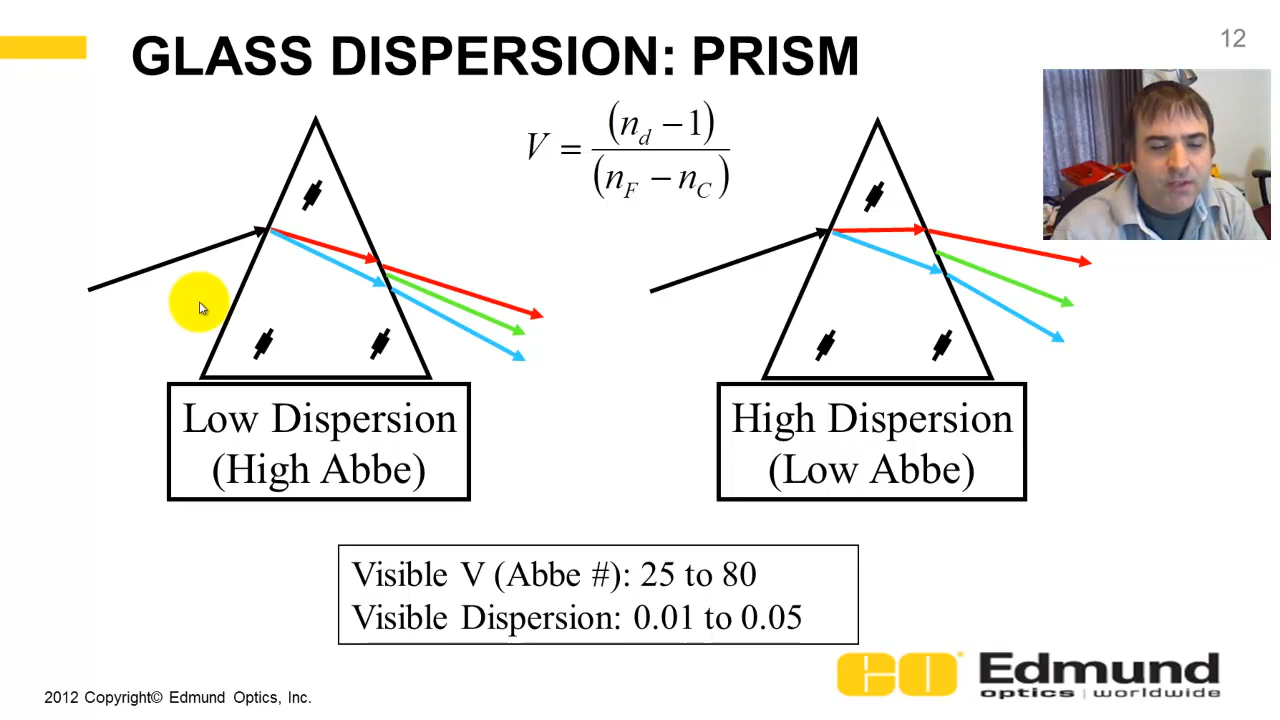 GLASS DISPERSION: PRISM
12
V = (n_d − 1) / (n_F − n_C)
Low Dispersion
(High Abbe)
High Dispersion
(Low Abbe)
Visible V (Abbe #): 25 to 80
Visible Dispersion: 0.01 to 0.05
EO
Edmund
optics | worldwide
2012 Copyright© Edmund Optics, Inc.